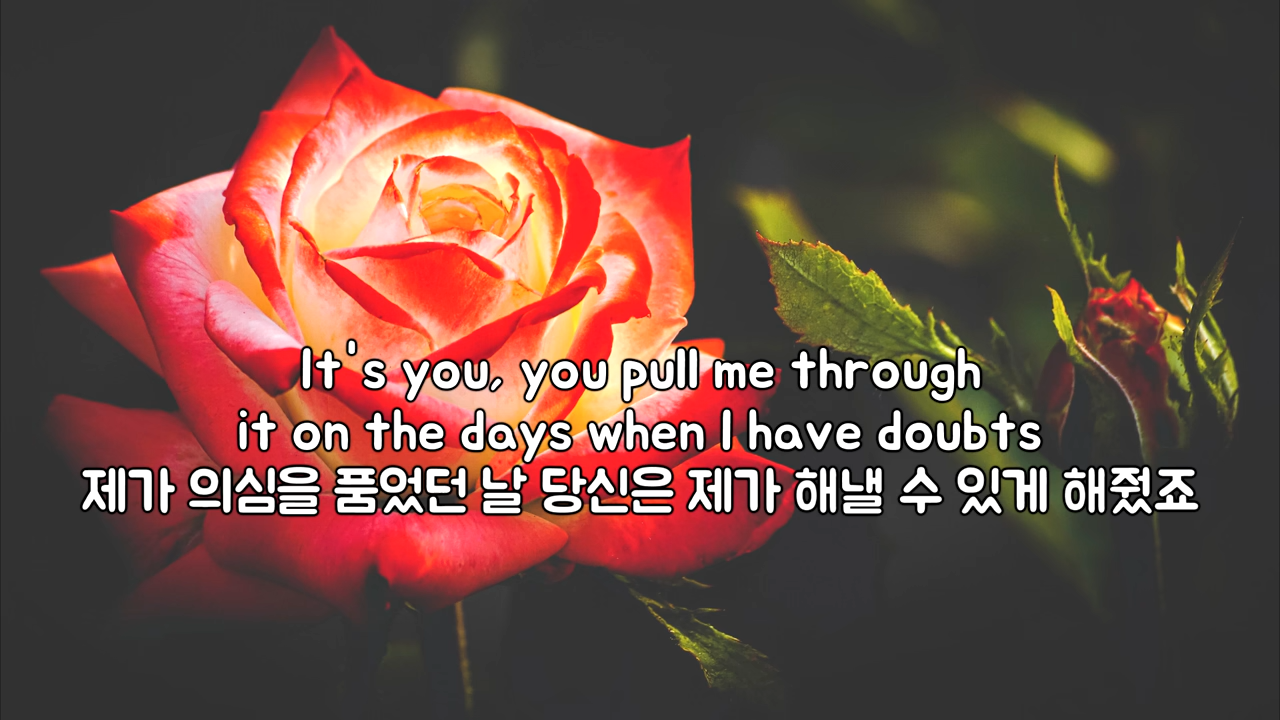 It's you, you pull me through
it on the days when I have doubts
제가 의심을 품었던 날 당신은 제가 해낼 수 있게 해줬죠